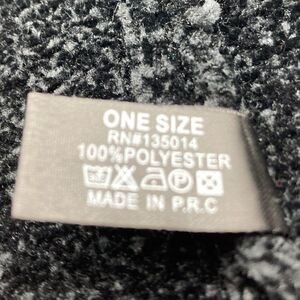 ONE SIZE
RN#135014
100%POLYESTER
MADE IN P.R.C